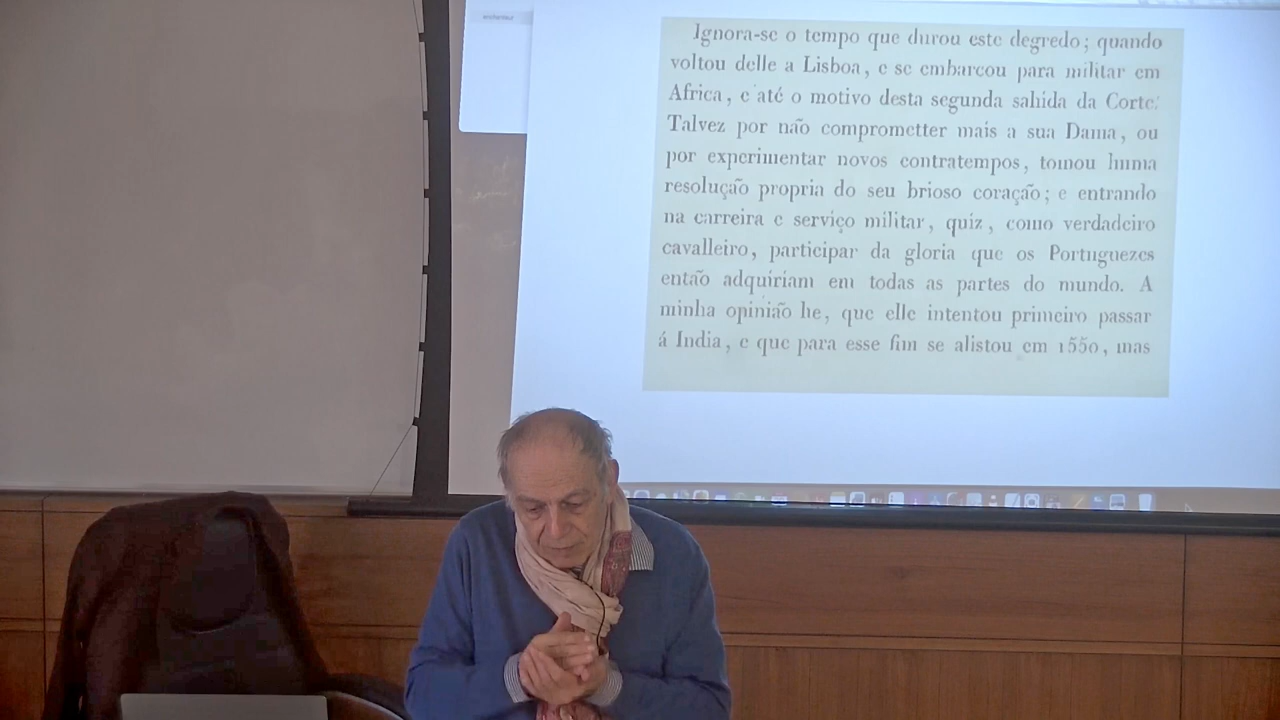 Ignora-se o tempo que durou este degredo; quando
voltou delle a Lisboa, e se embarcou para militar em
Africa, e até o motivo desta segunda sahida da Corte.
Talvez por não comprometter mais a sua Dama, ou
por experimentar novos contratempos, tomou huma
resolução propria do seu brioso coração; e entrando
na carreira e serviço militar, quiz, como verdadeiro
cavalleiro, participar da gloria que os Portuguezes
então adquiríam em todas as partes do mundo. A
minha opinião he, que elle intentou primeiro passar
á India, e que para esse fim se alistou em 1550, mas